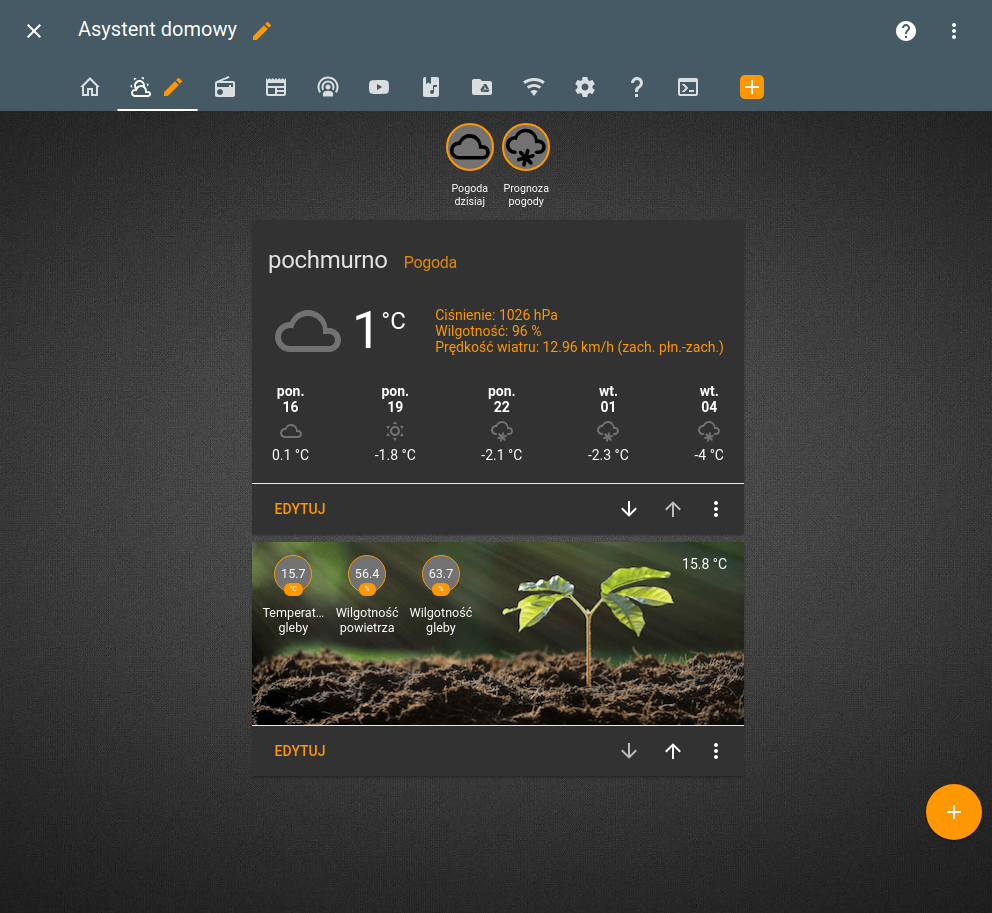 Asystent domowy
Pogoda
dzisiaj
Prognoza
pogody
pochmurno Pogoda
1 °C
Ciśnienie: 1026 hPa
Wilgotność: 96 %
Prędkość wiatru: 12.96 km/h (zach. płn.-zach.)
pon. pon. pon. wt. wt.
16 19 22 01 04
0.1 °C -1.8 °C -2.1 °C -2.3 °C -4 °C
EDYTUJ
15.8 °C
15.7 56.4 63.7
°C % %
Temperat... Wilgotność Wilgotność
gleby powietrza gleby
EDYTUJ